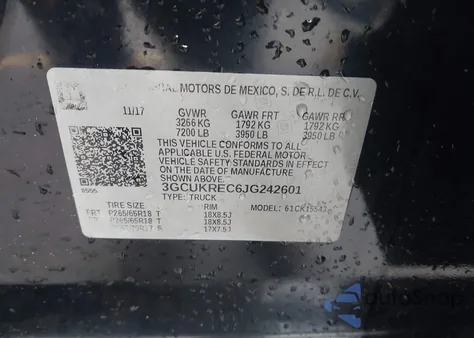 MOTORS DE MEXICO, S. DE R.L. DE C.V.
11/17 GVWR GAWR FRT GAWR RR
3266 KG 1792 KG 1792 KG
7200 LB 3950 LB 3950 LB
THIS VEHICLE CONFORMS TO ALL APPLICABLE
U.S. FEDERAL MOTOR
VEHICLE SAFETY STANDARDS IN EFFECT ON THE DATE OF
MANUFACTURE SHOWN ABOVE.
3GCUKREC6JG242601
TYPE: TRUCK MODEL:
TIRE SIZE RIM
FRT P265/65R18 T 18X8.5J
P265/65R18 T 18X8.5J
17X7.5J
autoSnap